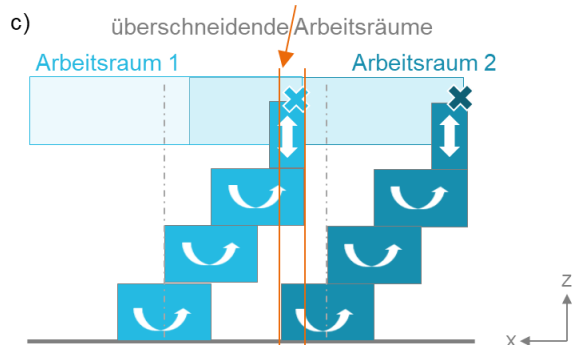 c)
überschneidende Arbeitsräume
Arbeitsraum 1
Arbeitsraum 2
Z
X